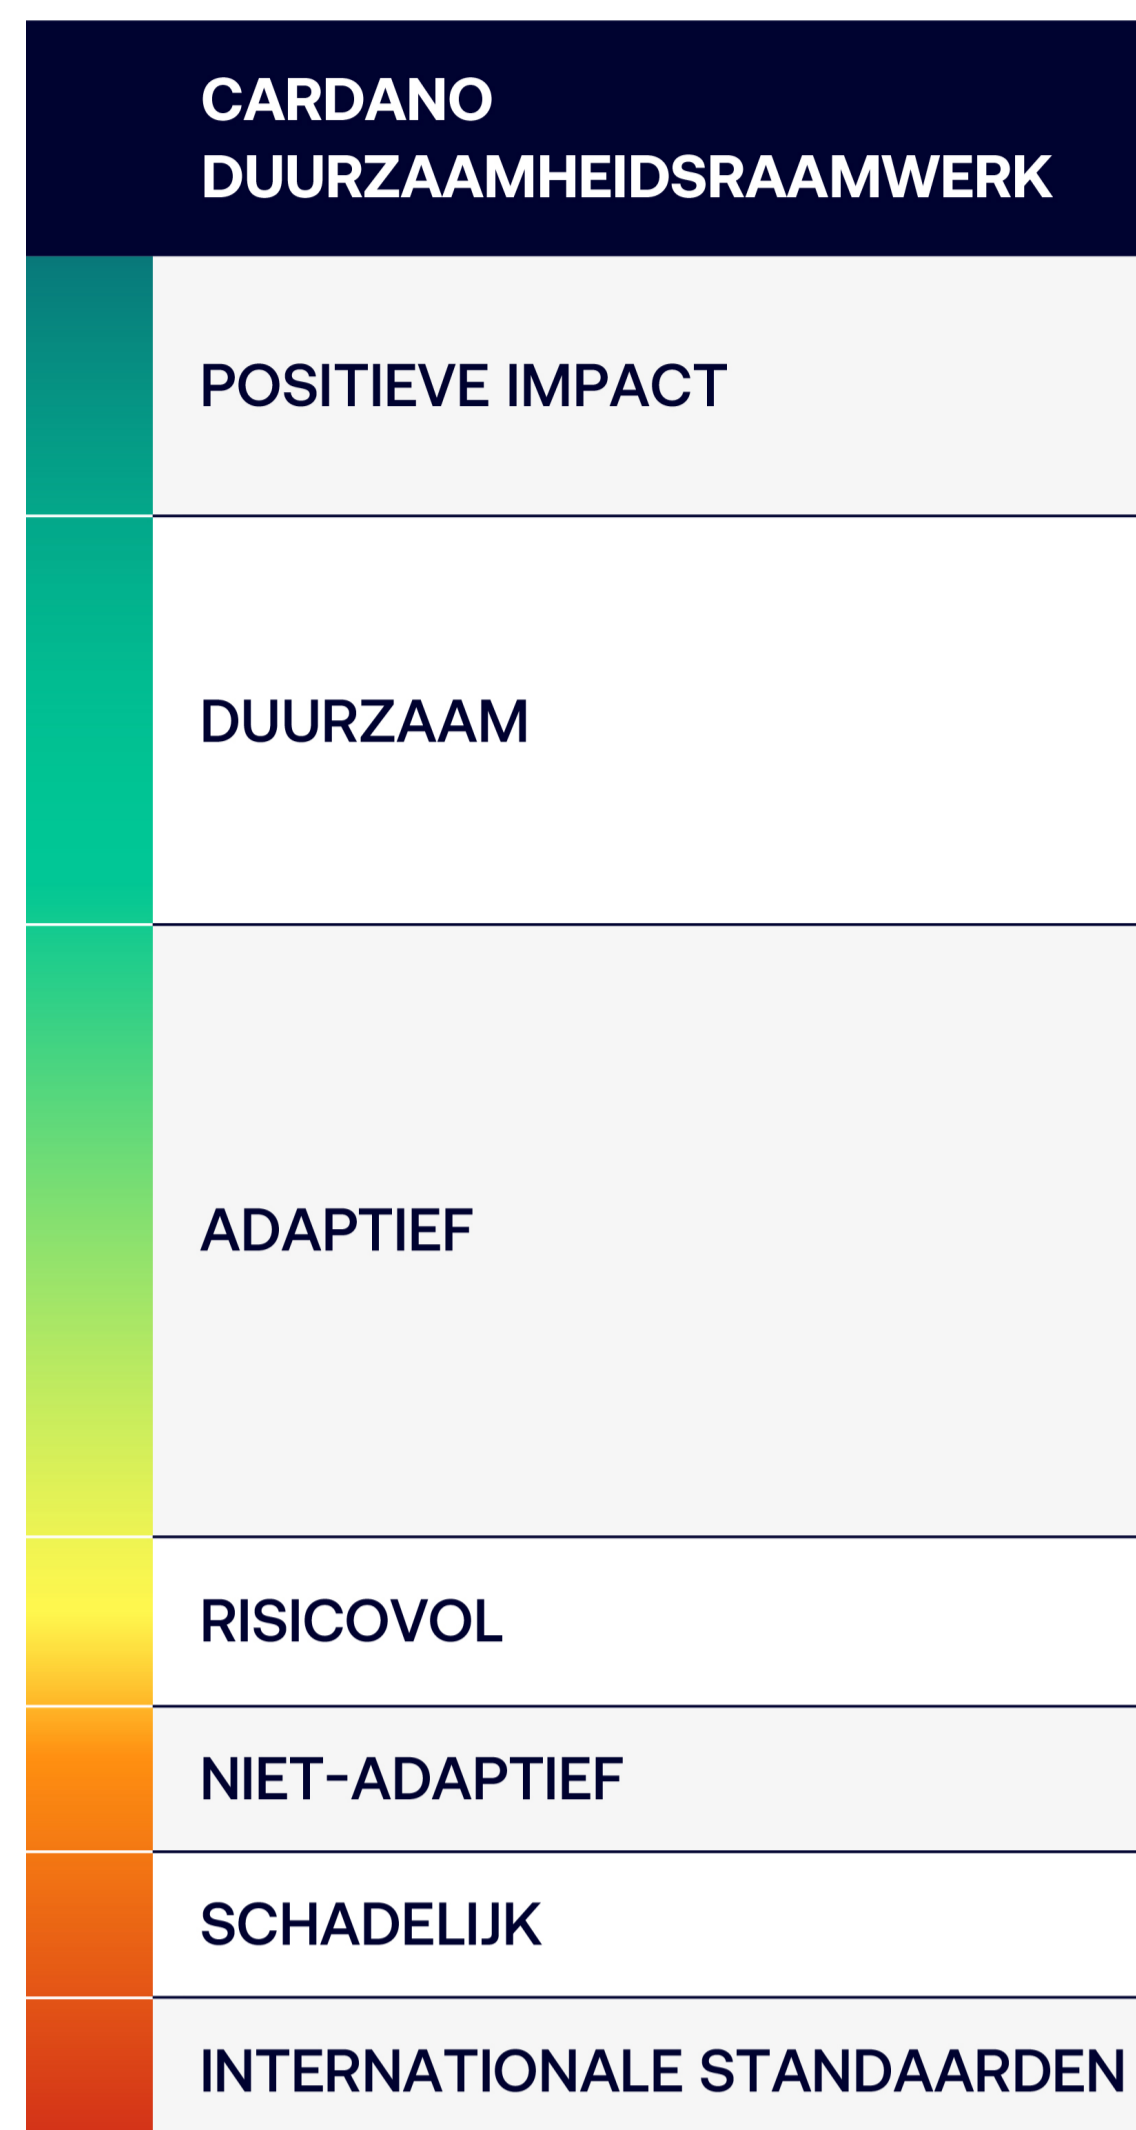 CARDANO
DUURZAAMHEIDSRAAMWERK
POSITIEVE IMPACT
DUURZAAM
ADAPTIEF
RISICOVOL
NIET-ADAPTIEF
SCHADELIJK
INTERNATIONALE STANDAARDEN